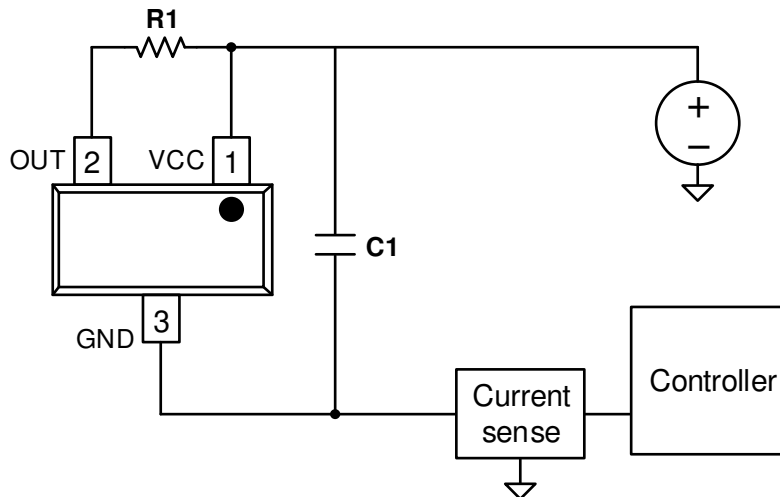 R1
OUT 2 VCC 1
+
–
C1
3
GND
Current
sense
Controller